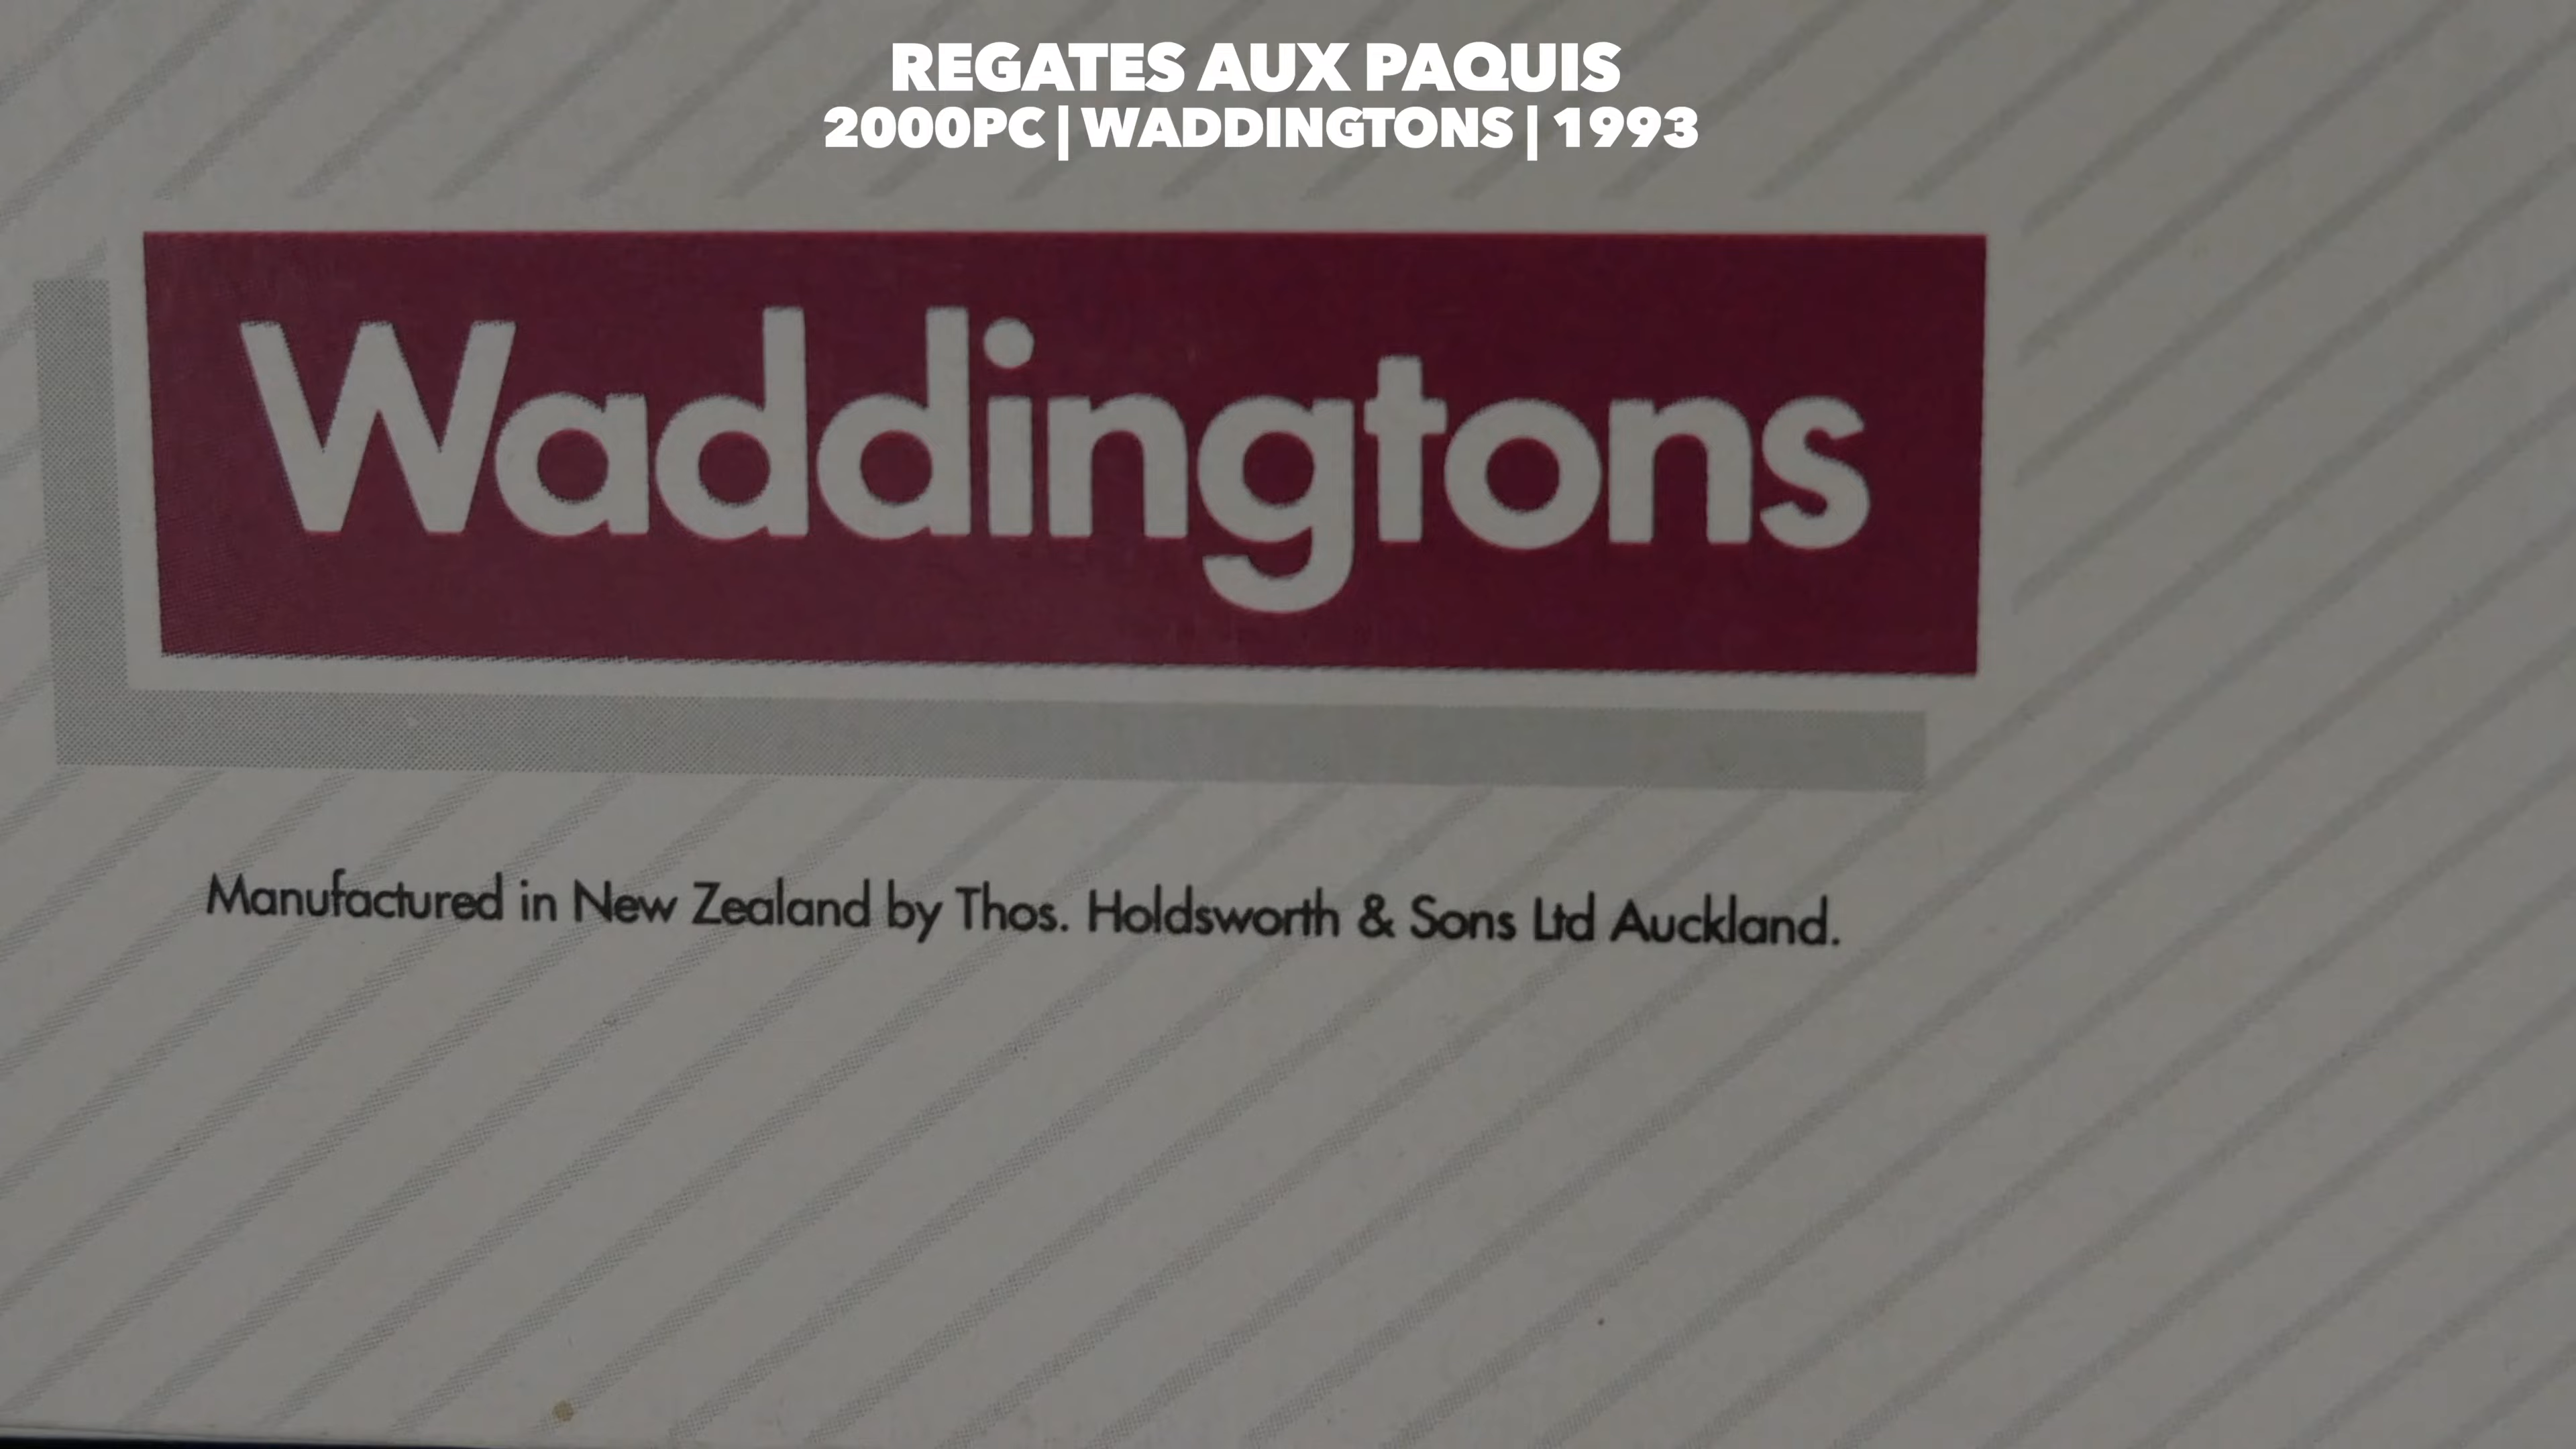 REGATES AUX PAQUIS
2000PC | WADDINGTONS | 1993
Waddingtons
Manufactured in New Zealand by Thos. Holdsworth & Sons Ltd Auckland.